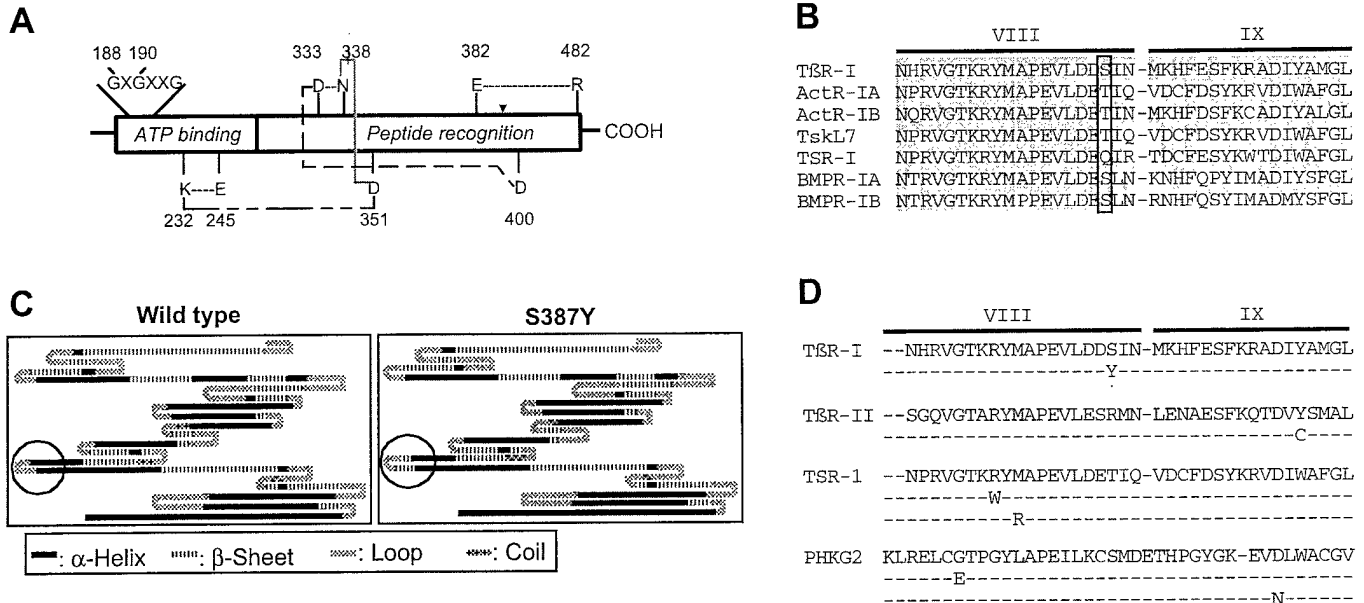 A
188 190
GXGXXG
333 338
D N
382 482
E R
ATP binding
Peptide recognition
COOH
K E
D
D
232 245
351
400
B
VIII IX
TßR-I NHRVGTKRYMAPEVLDDSIN-MKHFESFKRADIYAMGL
ActR-IA NPRVGTKRYMAPEVLDETIQ-VDCFDSYKRVDIWAFGL
ActR-IB NQRVGTKRYMAPEVLDETIN-MKHFDSFKCADIYALGL
TskL7 NPRVGTKRYMAPEVLDETIQ-VDCFDSYKRVDIWAFGL
TSR-I NPRVGTKRYMAPEVLDEQIR-TDCFESYKWTDIWAFGL
BMPR-IA NTRVGTKRYMAPEVLDESLN-KNHFQPYIMADIYSFGL
BMPR-IB NTRVGTKRYMPPEVLDESLN-RNHFQSYIMADMYSFGL
C
Wild type
S387Y
: α-Helix : β-Sheet : Loop : Coil
D
VIII IX
TßR-I --NHRVGTKRYMAPEVLDDSIN-MKHFESFKRADIYAMGL
-------------------Y--------------------
TßR-II --SGQVGTARYMAPEVLESRMN-LENAESFKQTDVYSMAL
-----------------------------------C----
TSR-1 --NPRVGTKRYMAPEVLDETIQ-VDCFDSYKRVDIWAFGL
---------W------------------------------
-----------R----------------------------
PHKG2 KLRELCGTPGYLAPEILKCSMDETHPGYGK-EVDLWACGV
------E---------------------------------
---------------------------------N------